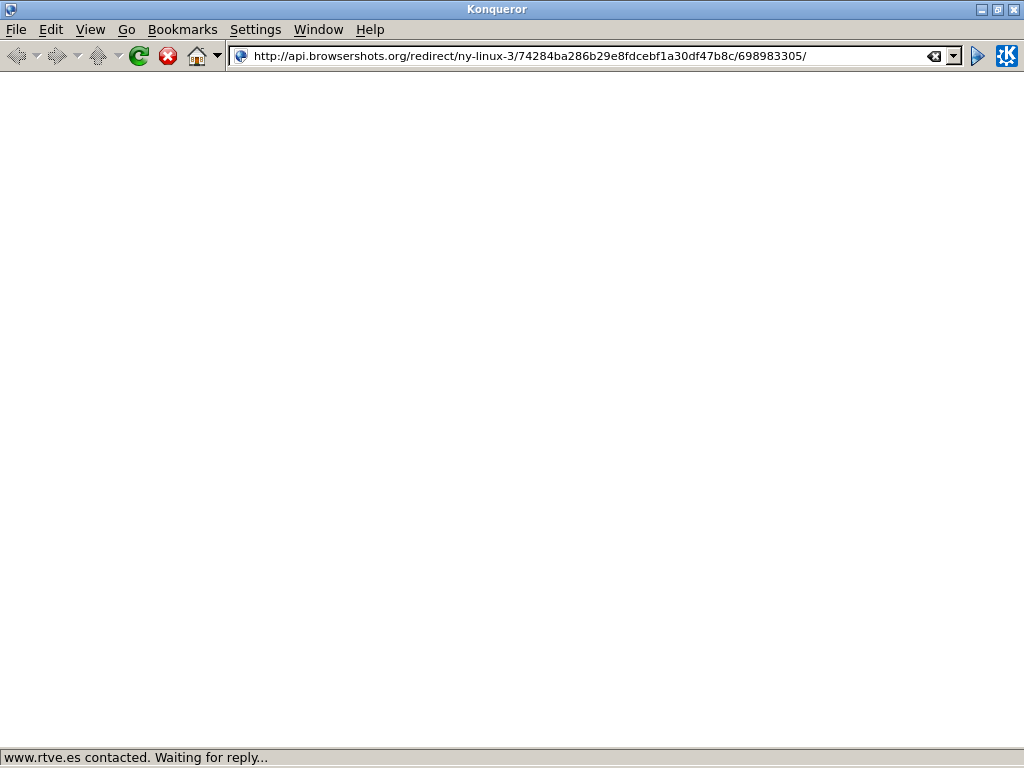 Konqueror
File Edit View Go Bookmarks Settings Window Help
http://api.browsershots.org/redirect/ny-linux-3/74284ba286b29e8fdcebf1a30df47b8c/698983305/
www.rtve.es contacted. Waiting for reply...